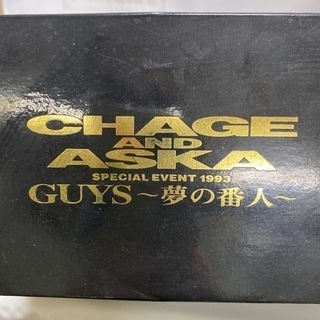 CHAGE
AND
ASKA
SPECIAL EVENT 1993
GUYS〜夢の番人〜